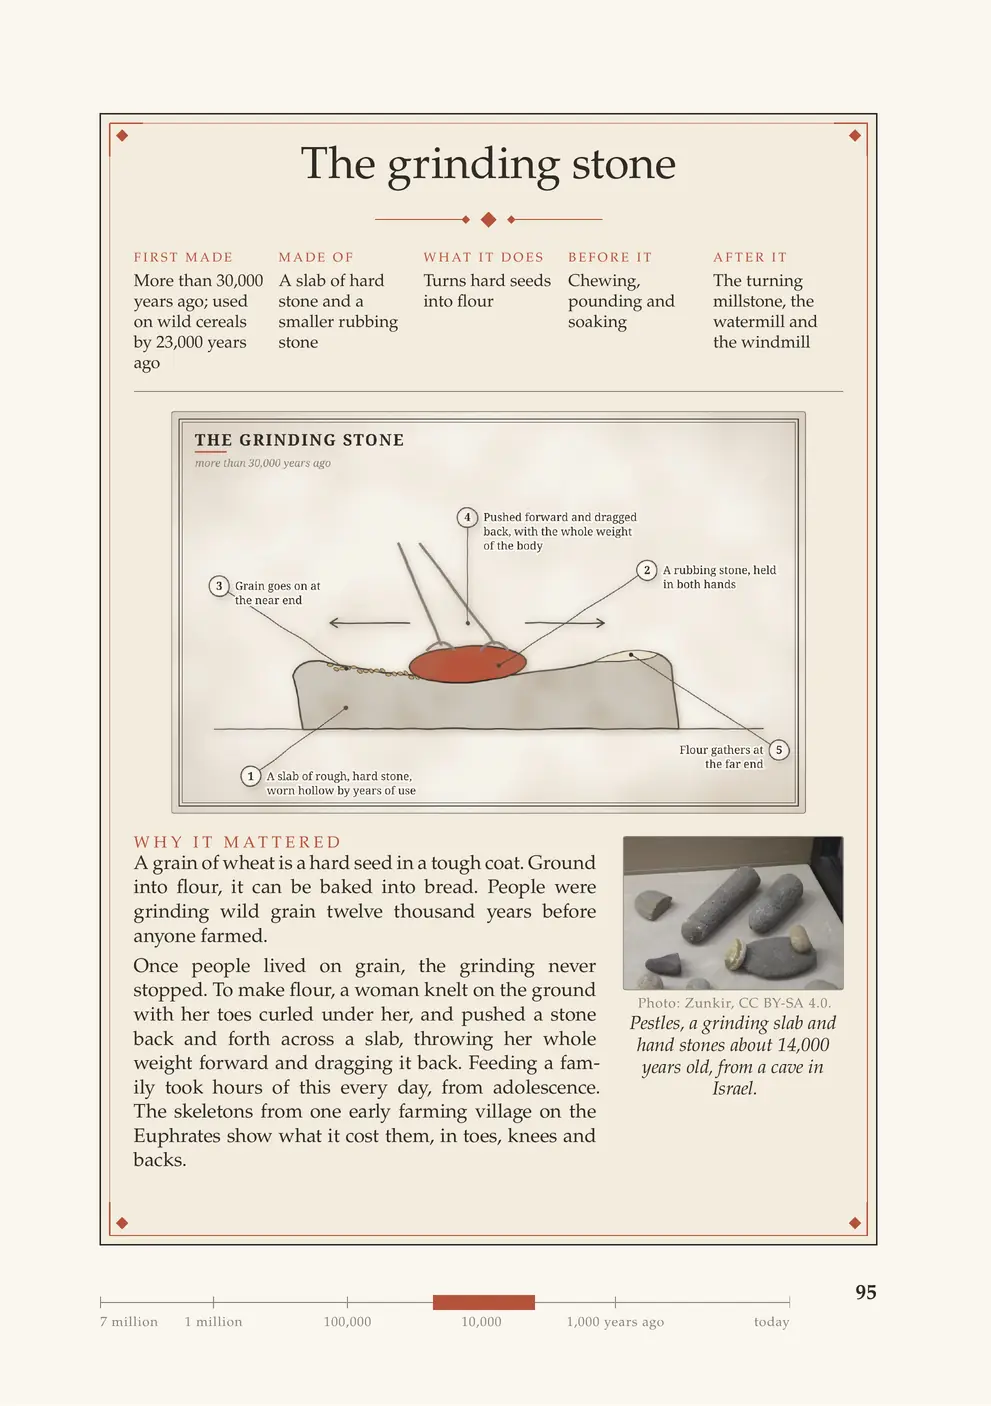 The grinding stone
FIRST MADE
More than 30,000
years ago; used
on wild cereals
by 23,000 years
ago
MADE OF
A slab of hard
stone and a
smaller rubbing
stone
WHAT IT DOES
Turns hard seeds
into flour
BEFORE IT
Chewing,
pounding and
soaking
AFTER IT
The turning
millstone, the
watermill and
the windmill
THE GRINDING STONE
more than 30,000 years ago
4
Pushed forward and dragged
back, with the whole weight
of the body
2
A rubbing stone, held
in both hands
3
Grain goes on at
the near end
5
Flour gathers at
the far end
1
A slab of rough, hard stone,
worn hollow by years of use
WHY IT MATTERED
A grain of wheat is a hard seed in a tough coat. Ground
into flour, it can be baked into bread. People were
grinding wild grain twelve thousand years before
anyone farmed.
Once people lived on grain, the grinding never
stopped. To make flour, a woman knelt on the ground
with her toes curled under her, and pushed a stone
back and forth across a slab, throwing her whole
weight forward and dragging it back. Feeding a fam-
ily took hours of this every day, from adolescence.
The skeletons from one early farming village on the
Euphrates show what it cost them, in toes, knees and
backs.
Photo: Zunkir, CC BY-SA 4.0.
Pestles, a grinding slab and
hand stones about 14,000
years old, from a cave in
Israel.
95
7 million
1 million
100,000
10,000
1,000 years ago
today